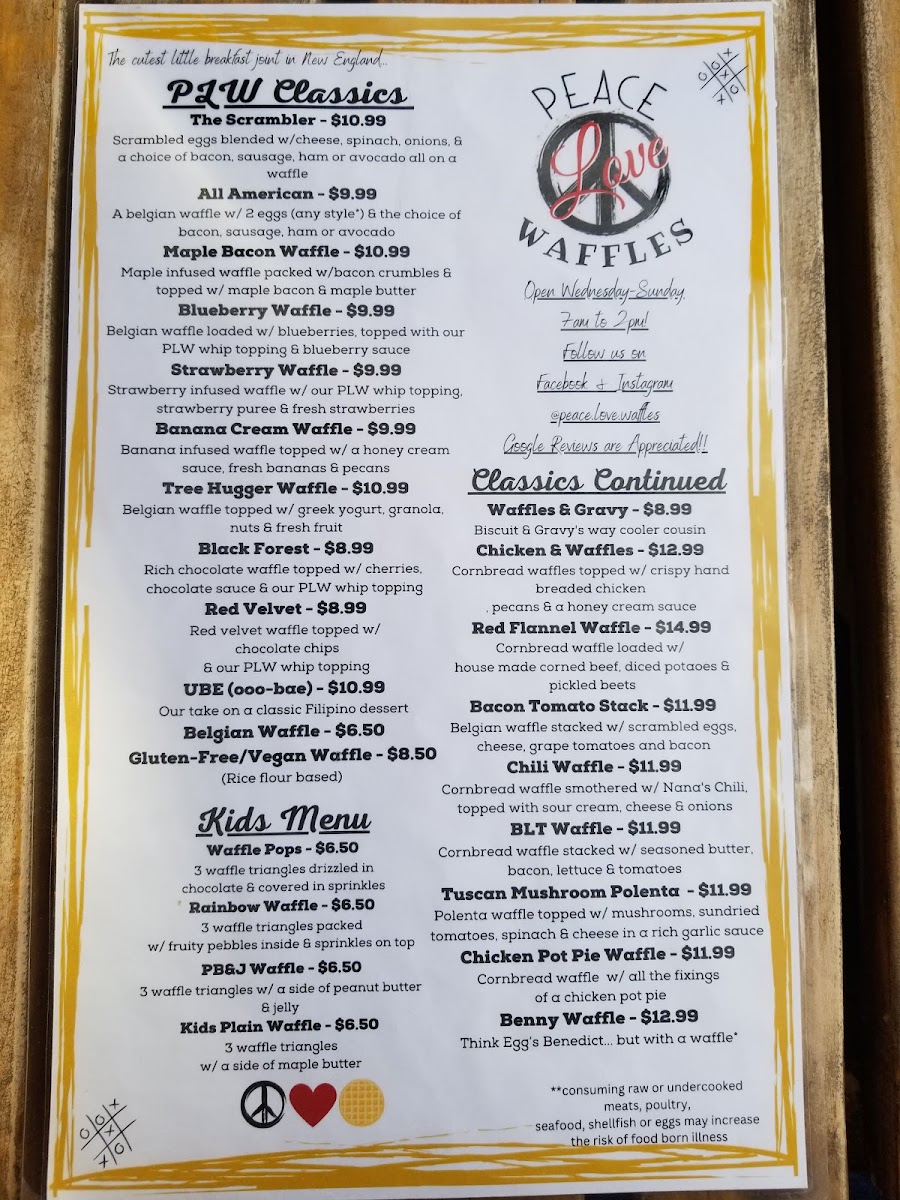 The cutest little breakfast joint in New England...
PLW Classics
The Scrambler - $10.99
Scrambled eggs blended w/cheese, spinach, onions, &
a choice of bacon, sausage, ham or avocado all on a
waffle
All American - $9.99
A belgian waffle w/ 2 eggs (any style*) & the choice of
bacon, sausage, ham or avocado
Maple Bacon Waffle - $10.99
Maple infused waffle packed w/bacon crumbles &
topped w/ maple bacon & maple butter
Blueberry Waffle - $9.99
Belgian waffle loaded w/ blueberries, topped with our
PLW whip topping & blueberry sauce
Strawberry Waffle - $9.99
Strawberry infused waffle w/ our PLW whip topping,
strawberry puree & fresh strawberries
Banana Cream Waffle - $9.99
Banana infused waffle topped w/ a honey cream
sauce, fresh bananas & pecans
Tree Hugger Waffle - $10.99
Belgian waffle topped w/ greek yogurt, granola,
nuts & fresh fruit
Black Forest - $8.99
Rich chocolate waffle topped w/ cherries,
chocolate sauce & our PLW whip topping
Red Velvet - $8.99
Red velvet waffle topped w/
chocolate chips
& our PLW whip topping
UBE (ooo-bae) - $10.99
Our take on a classic Filipino dessert
Belgian Waffle - $6.50
Gluten-Free/Vegan Waffle - $8.50
(Rice flour based)
Kids Menu
Waffle Pops - $6.50
3 waffle triangles drizzled in
chocolate & covered in sprinkles
Rainbow Waffle - $6.50
3 waffle triangles packed
w/ fruity pebbles inside & sprinkles on top
PB&J Waffle - $6.50
3 waffle triangles w/ a side of peanut butter
& jelly
Kids Plain Waffle - $6.50
3 waffle triangles
w/ a side of maple butter
PEACE
Love
WAFFLES
Open Wednesday-Sunday
7am to 2pm!
Follow us on
Facebook + Instagram
@peace.love.waffles
Google Reviews are Appreciated!!
Classics Continued
Waffles & Gravy - $8.99
Biscuit & Gravy's way cooler cousin
Chicken & Waffles - $12.99
Cornbread waffles topped w/ crispy hand
breaded chicken
, pecans & a honey cream sauce
Red Flannel Waffle - $14.99
Cornbread waffle loaded w/
house made corned beef, diced potaoes &
pickled beets
Bacon Tomato Stack - $11.99
Belgian waffle stacked w/ scrambled eggs,
cheese, grape tomatoes and bacon
Chili Waffle - $11.99
Cornbread waffle smothered w/ Nana's Chili,
topped with sour cream, cheese & onions
BLT Waffle - $11.99
Cornbread waffle stacked w/ seasoned butter,
bacon, lettuce & tomatoes
Tuscan Mushroom Polenta - $11.99
Polenta waffle topped w/ mushrooms, sundried
tomatoes, spinach & cheese in a rich garlic sauce
Chicken Pot Pie Waffle - $11.99
Cornbread waffle w/ all the fixings
of a chicken pot pie
Benny Waffle - $12.99
Think Egg's Benedict... but with a waffle*
**consuming raw or undercooked
meats, poultry,
seafood, shellfish or eggs may increase
the risk of food born illness